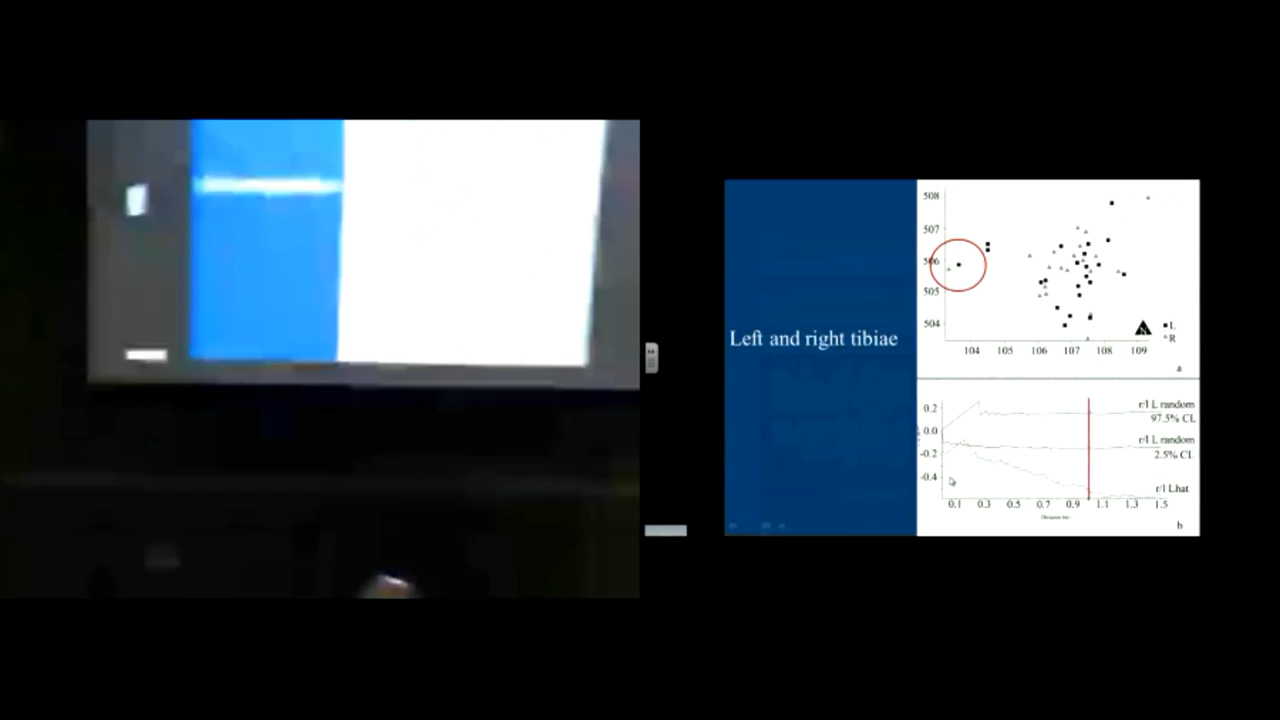 Left and right tibiae
508
507
506
505
504
104 105 106 107 108 109
L
R
a
0.2
0.0
-0.2
-0.4
r/l L random
97.5% CL
r/l L random
2.5% CL
r/l Lhat
0.1 0.3 0.5 0.7 0.9 1.1 1.3 1.5
b